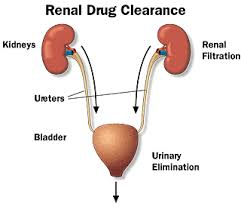 Renal Drug Clearance
Kidneys
Renal
Filtration
Ureters
Bladder
Urinary
Elimination